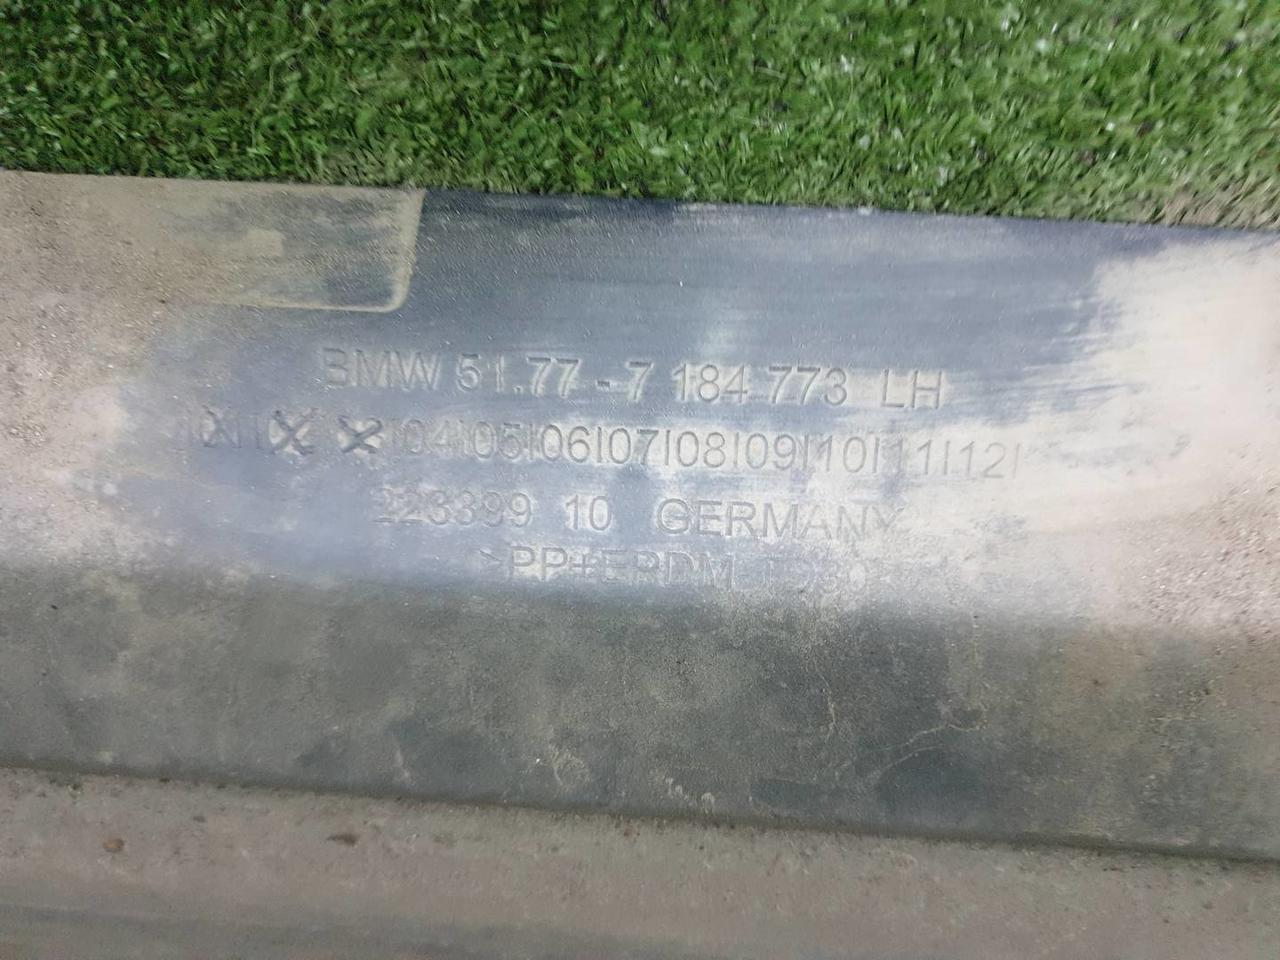 BMW 51.77 - 7 184 773 LH
|04|05|06|07|08|09|10|11|12|
223399 10 GERMANY
>PP+EPDM-T